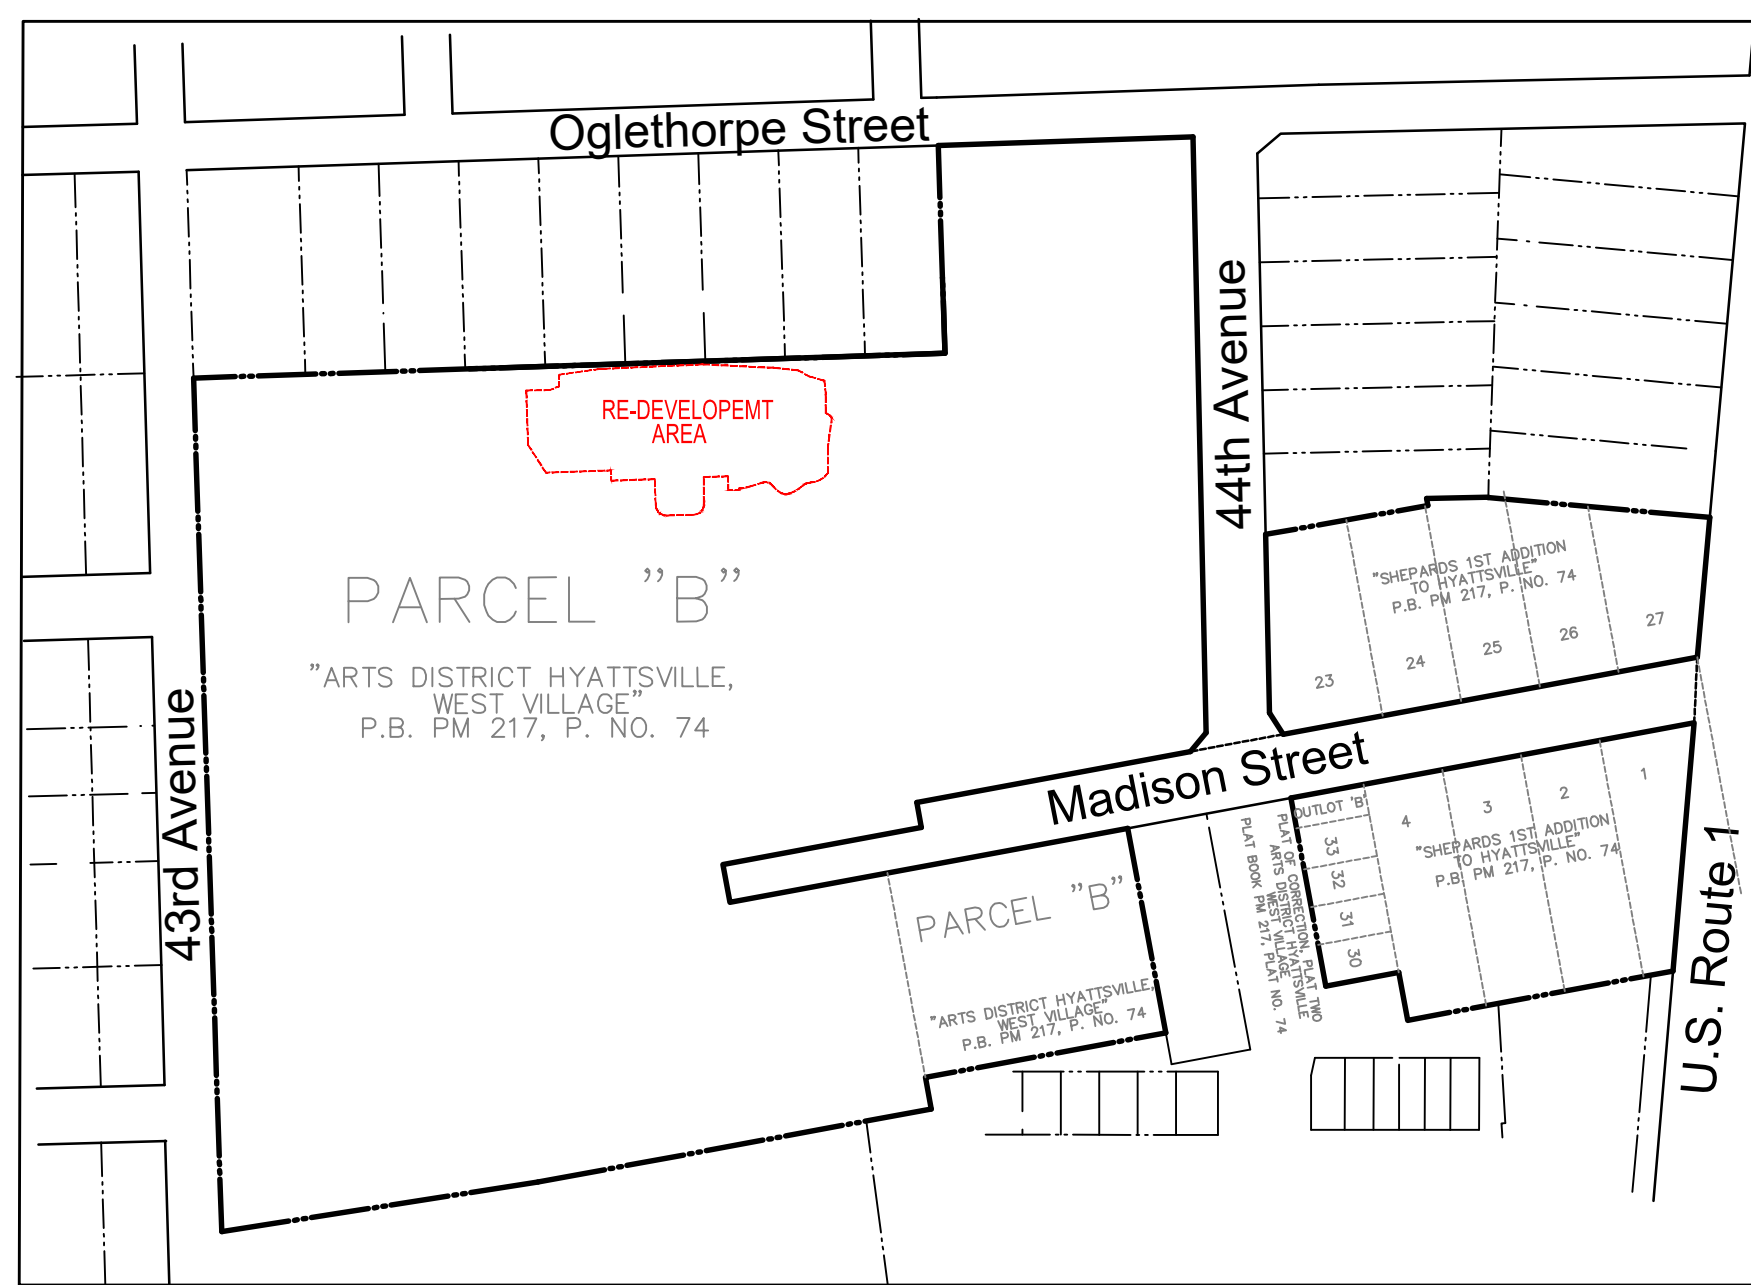 Oglethorpe Street
RE-DEVELOPEMT
AREA
44th Avenue
PARCEL "B"
"ARTS DISTRICT HYATTSVILLE,
WEST VILLAGE"
P.B. PM 217, P. NO. 74
43rd Avenue
"SHEPARDS 1ST ADDITION
TO HYATTSVILLE"
P.B. PM 217, P. NO. 74
23
24
25
26
27
Madison Street
OUTLOT 'B'
33
32
31
30
4
3
2
1
"SHEPARDS 1ST ADDITION
TO HYATTSVILLE"
P.B. PM 217, P. NO. 74
PLAT OF CORRECTION, PLAT TWO
ARTS DISTRICT HYATTSVILLE
WEST VILLAGE
PLAT BOOK PM 217, PLAT NO. 74
PARCEL "B"
"ARTS DISTRICT HYATTSVILLE,
WEST VILLAGE"
P.B. PM 217, P. NO. 74
U.S. Route 1